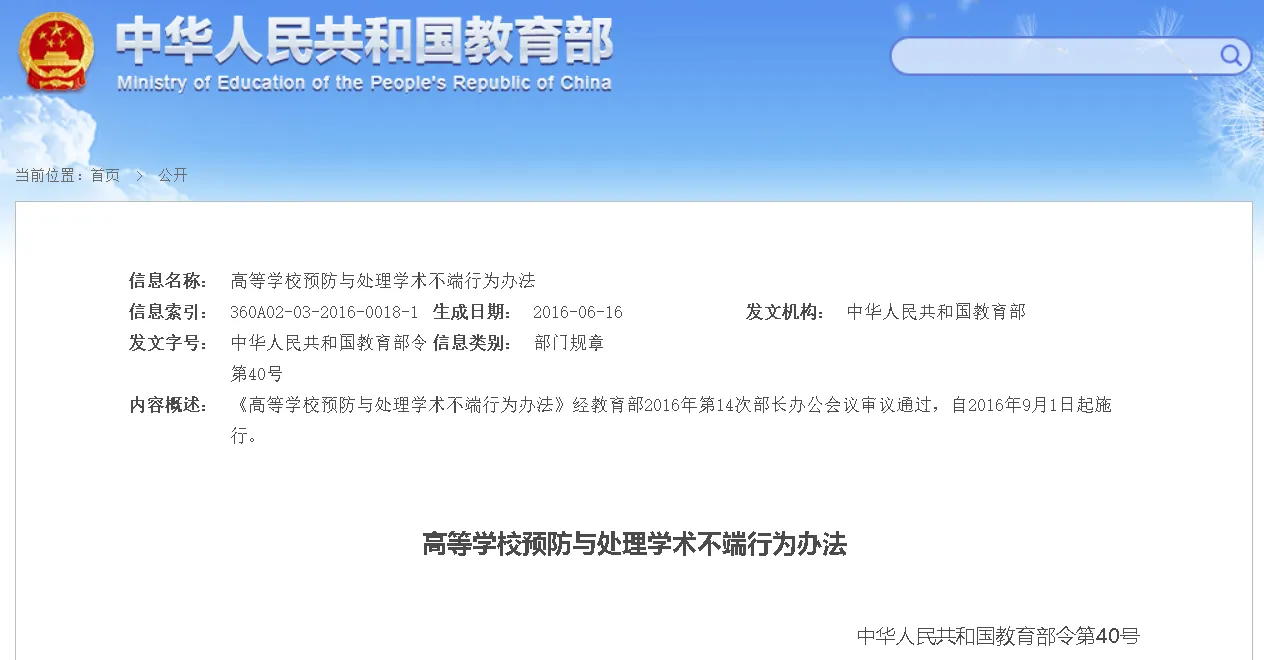 中华人民共和国教育部
Ministry of Education of the People's Republic of China
当前位置：首页 > 公开
信息名称： 高等学校预防与处理学术不端行为办法
信息索引： 360A02-03-2016-0018-1 生成日期： 2016-06-16 发文机构： 中华人民共和国教育部
发文字号： 中华人民共和国教育部令 信息类别： 部门规章
第40号
内容概述： 《高等学校预防与处理学术不端行为办法》经教育部2016年第14次部长办公会议审议通过，自2016年9月1日起施
行。
高等学校预防与处理学术不端行为办法
中华人民共和国教育部令第40号